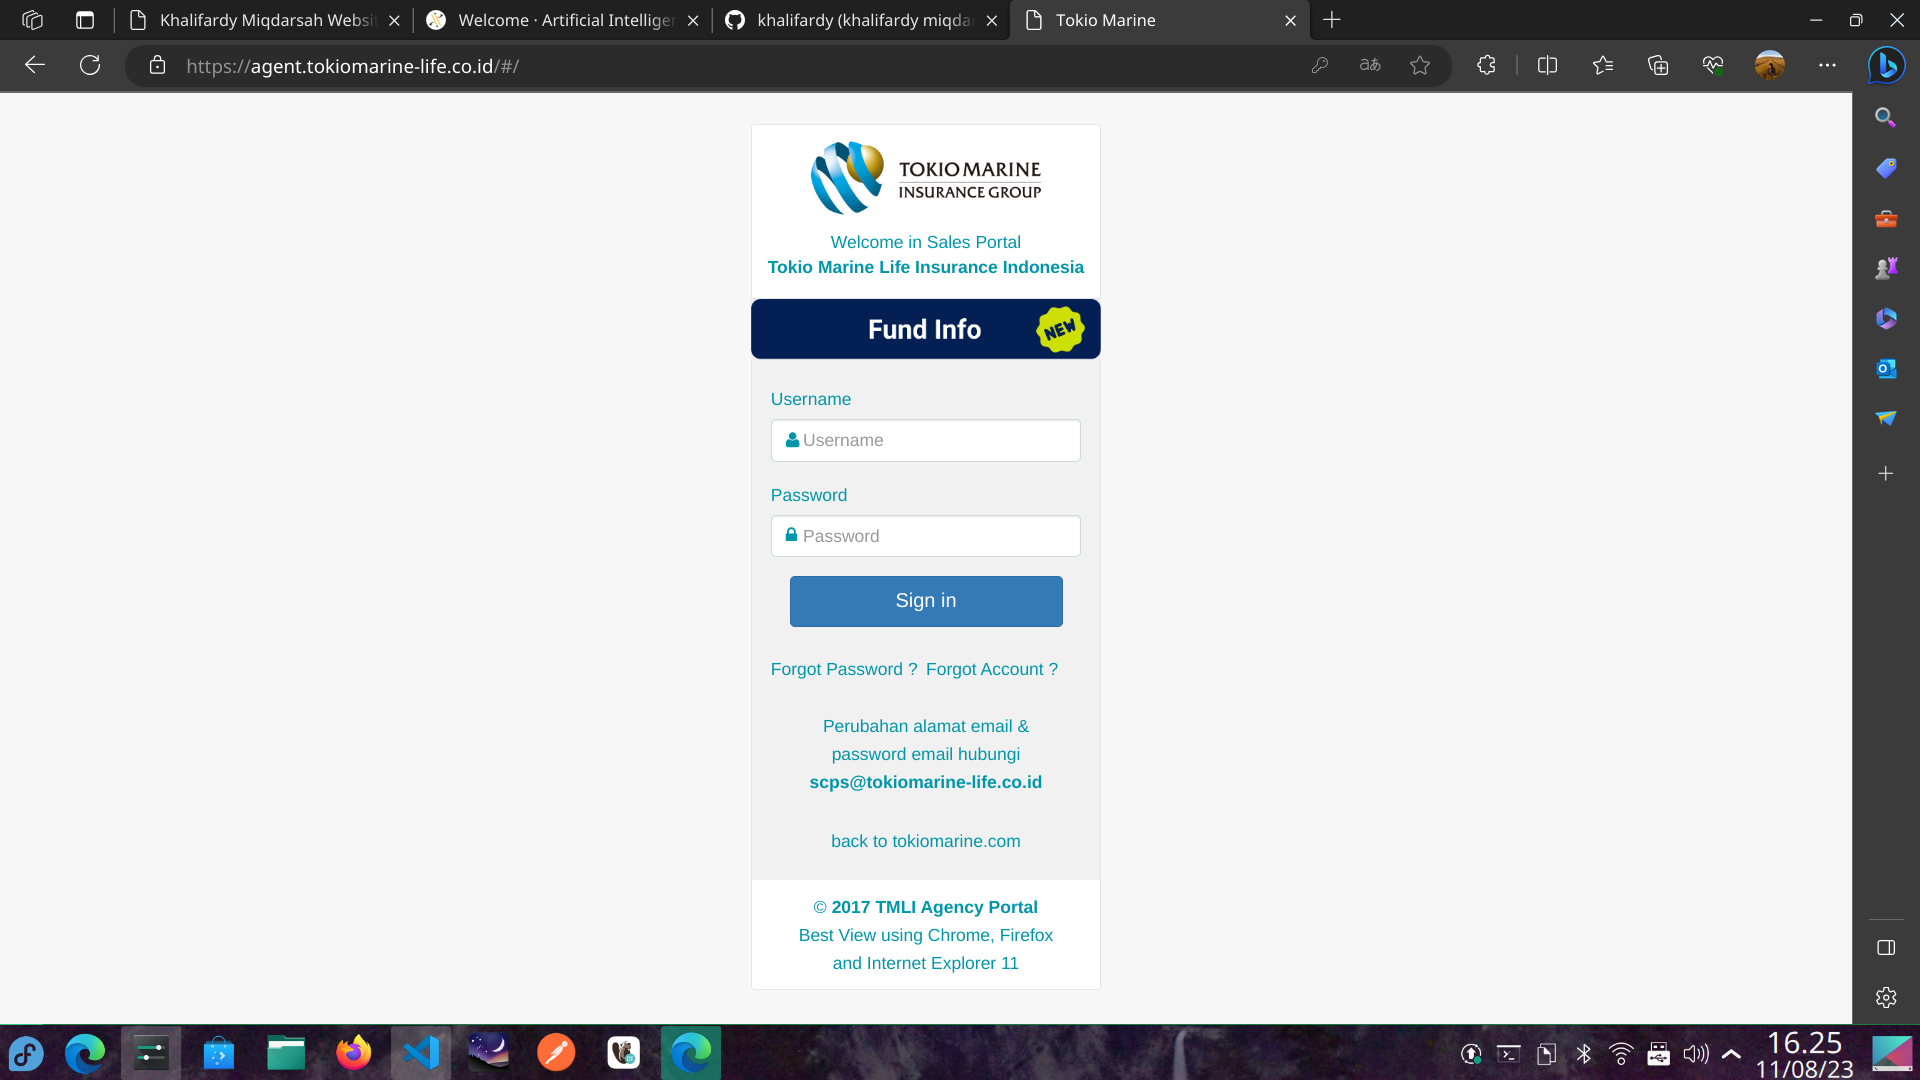 Khalifardy Miqdarsah Websi
Welcome · Artificial Intelliger
khalifardy (khalifardy miqda
Tokio Marine
https://agent.tokiomarine-life.co.id/#/
TOKIO MARINE
INSURANCE GROUP
Welcome in Sales Portal
Tokio Marine Life Insurance Indonesia
Fund Info
NEW
Username
Username
Password
Password
Sign in
Forgot Password ? Forgot Account ?
Perubahan alamat email &
password email hubungi
scps@tokiomarine-life.co.id
back to tokiomarine.com
© 2017 TMLI Agency Portal
Best View using Chrome, Firefox
and Internet Explorer 11
16.25
11/08/23